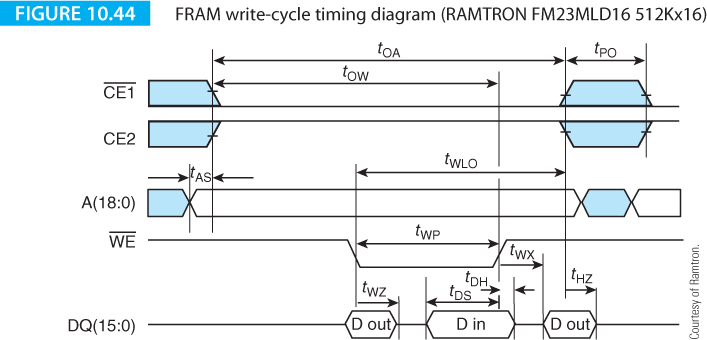 FIGURE 10.44 FRAM write-cycle timing diagram (RAMTRON FM23MLD16 512Kx16)
tOA tPO
tOW
CE1
CE2
tWLO
tAS
A(18:0)
WE
tWP
tWX
tDH
tHZ
tWZ tDS
DQ(15:0) D out D in D out
Courtesy of Ramtron.